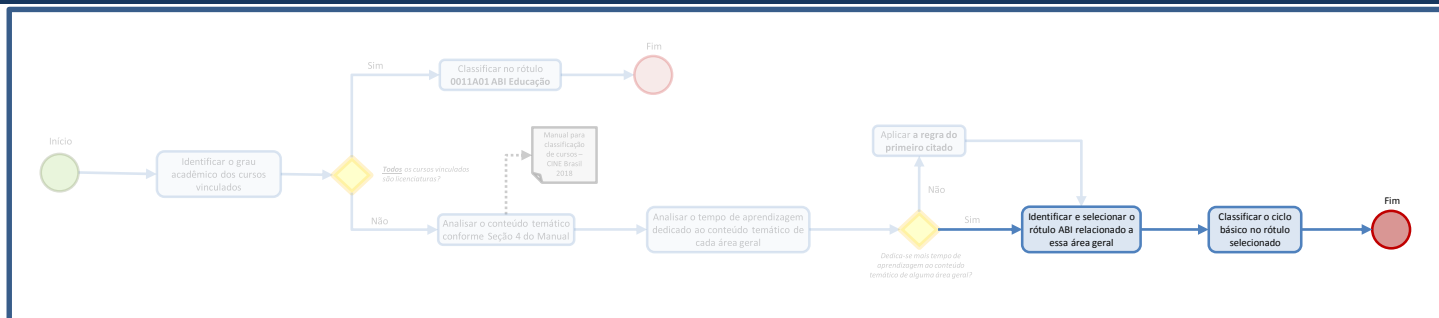 Fim
Sim
Classificar no rótulo
0011A01 ABI Educação
Início
Identificar o grau
acadêmico dos cursos
vinculados
Todos os cursos vinculados
são licenciaturas?
Manual para
classificação
de cursos –
CINE Brasil
2018
Não
Analisar o conteúdo temático
conforme Seção 4 do Manual
Analisar o tempo de aprendizagem
dedicado ao conteúdo temático de
cada área geral
Aplicar a regra do
primeiro citado
Não
Sim
Dedica-se mais tempo de
aprendizagem ao conteúdo
temático de alguma área geral?
Identificar e selecionar o
rótulo ABI relacionado a
essa área geral
Classificar o ciclo
básico no rótulo
selecionado
Fim